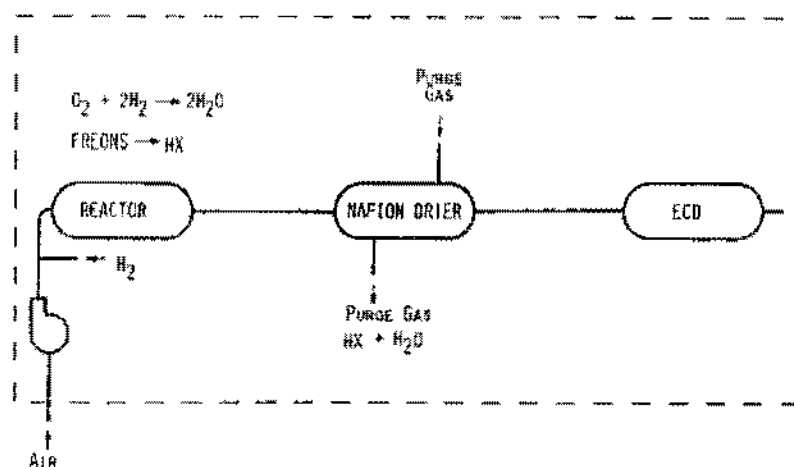 O₂ + 2H₂ → 2H₂O
FREONS → HX
PURGE
GAS
REACTOR
NAFION DRIER
ECD
H₂
PURGE GAS
HX + H₂O
AIR